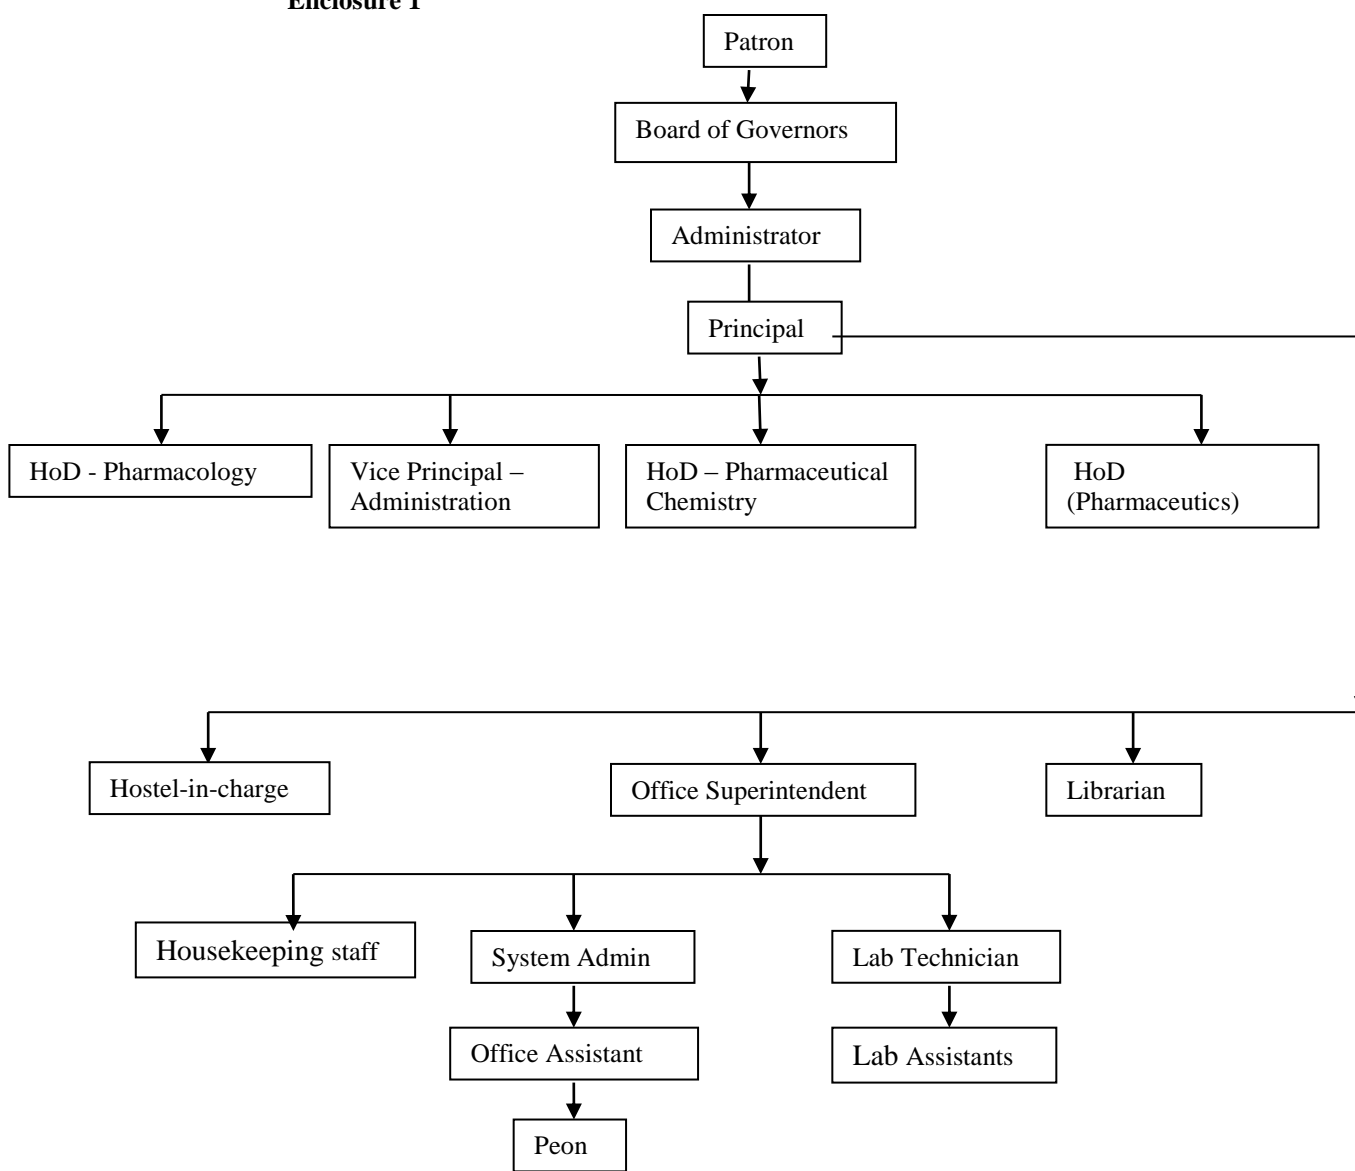 Enclosure 1
Patron
Board of Governors
Administrator
Principal
HoD - Pharmacology
Vice Principal –
Administration
HoD – Pharmaceutical
Chemistry
HoD
(Pharmaceutics)
Hostel-in-charge
Office Superintendent
Librarian
Housekeeping staff
System Admin
Lab Technician
Office Assistant
Lab Assistants
Peon